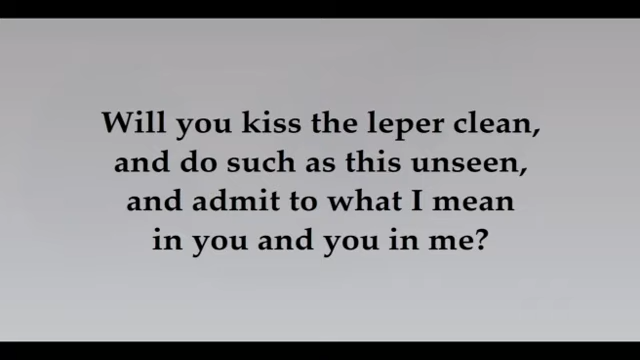 Will you kiss the leper clean,
and do such as this unseen,
and admit to what I mean
in you and you in me?